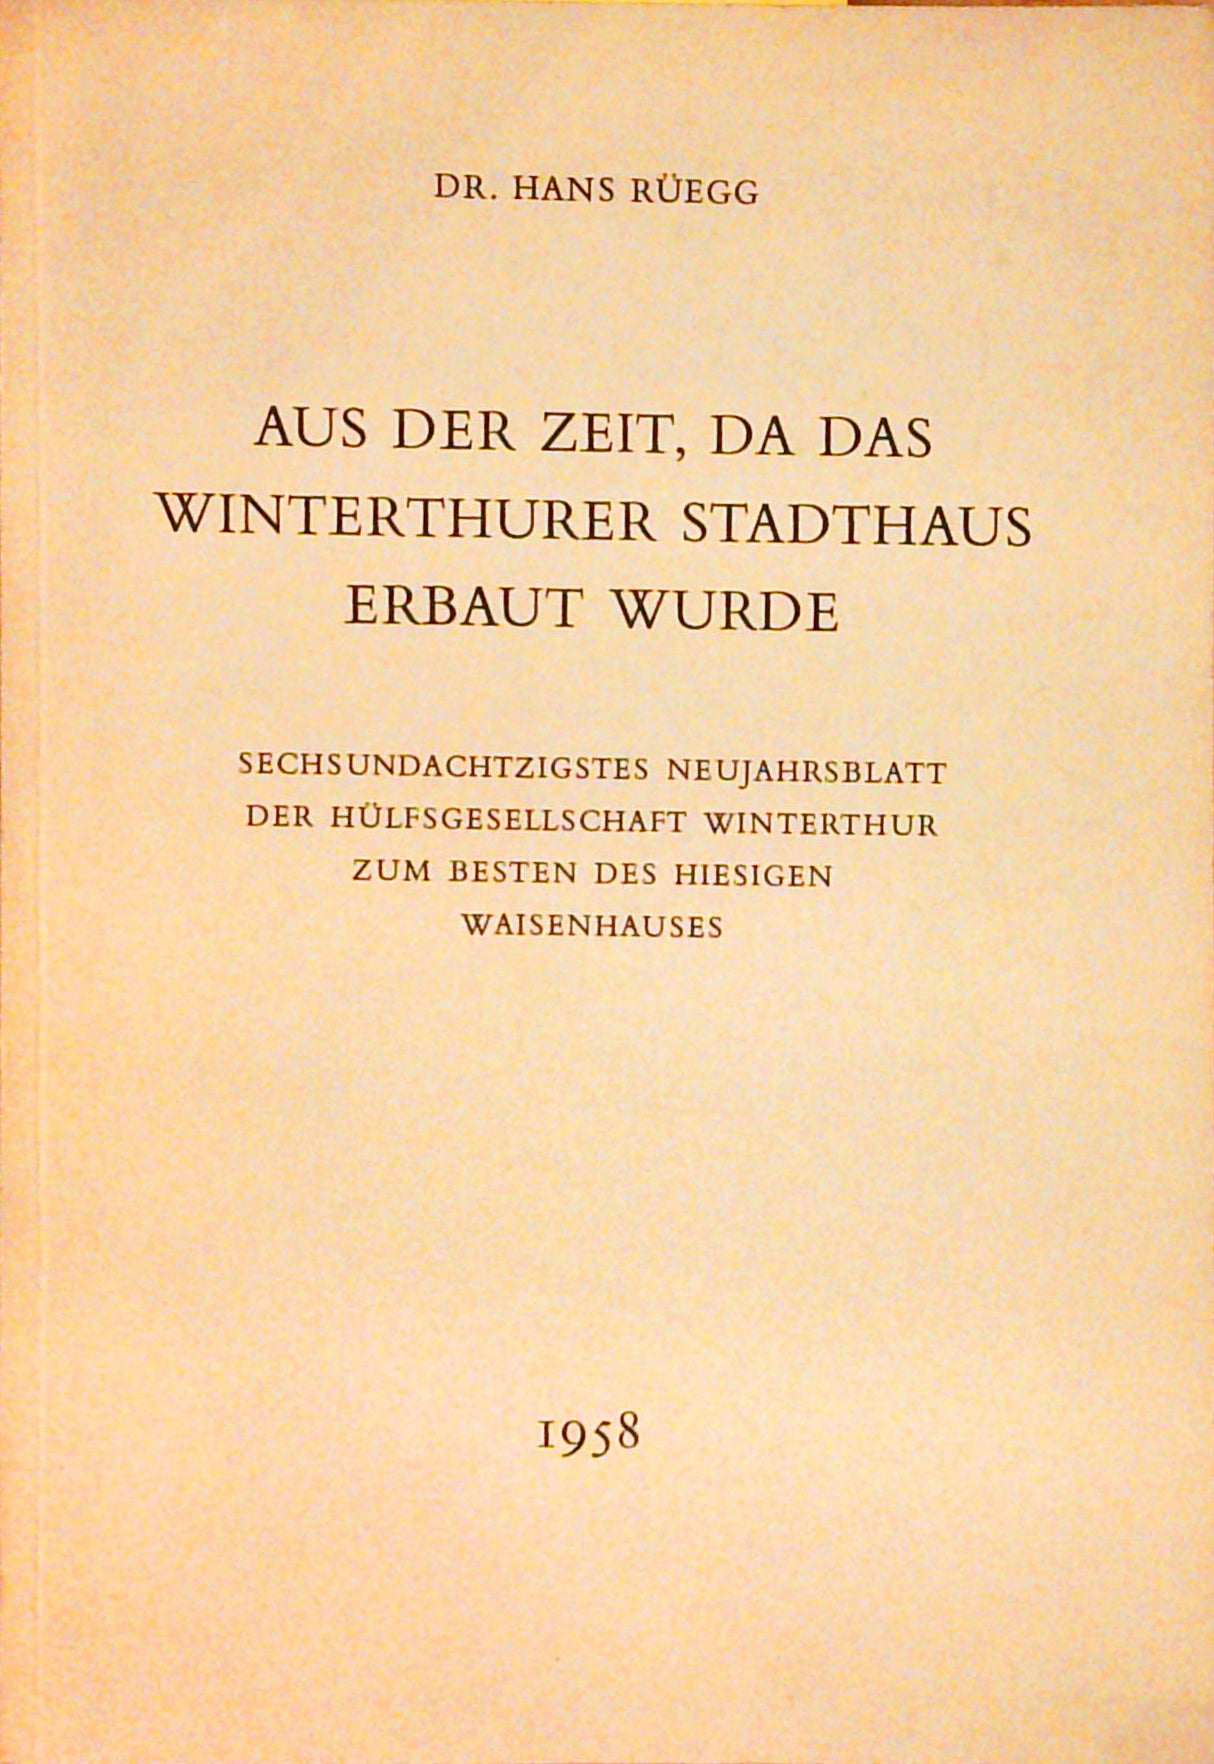 DR. HANS RÜEGG
AUS DER ZEIT, DA DAS
WINTERTHURER STADTHAUS
ERBAUT WURDE
SECHSUNDACHTZIGSTES NEUJAHRSBLATT
DER HÜLFSGESELLSCHAFT WINTERTHUR
ZUM BESTEN DES HIESIGEN
WAISENHAUSES
1958